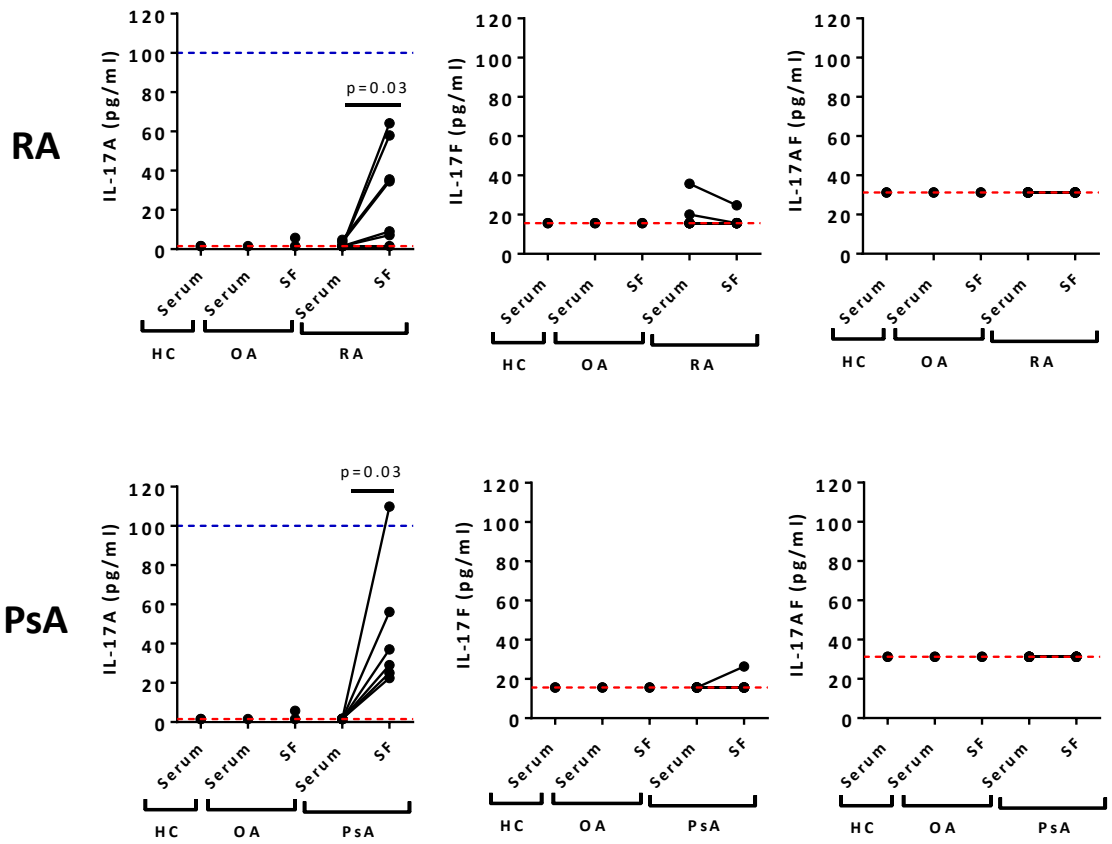 RA
IL-17A (pg/ml)
120
100
80
60
40
20
0
p=0.03
Serum
Serum
SF
Serum
SF
HC
OA
RA
IL-17F (pg/ml)
120
100
80
60
40
20
0
Serum
Serum
SF
Serum
SF
HC
OA
RA
IL-17AF (pg/ml)
120
100
80
60
40
20
0
Serum
Serum
SF
Serum
SF
HC
OA
RA
PsA
IL-17A (pg/ml)
120
100
80
60
40
20
0
p=0.03
Serum
Serum
SF
Serum
SF
HC
OA
PsA
IL-17F (pg/ml)
120
100
80
60
40
20
0
Serum
Serum
SF
Serum
SF
HC
OA
PsA
IL-17AF (pg/ml)
120
100
80
60
40
20
0
Serum
Serum
SF
Serum
SF
HC
OA
PsA